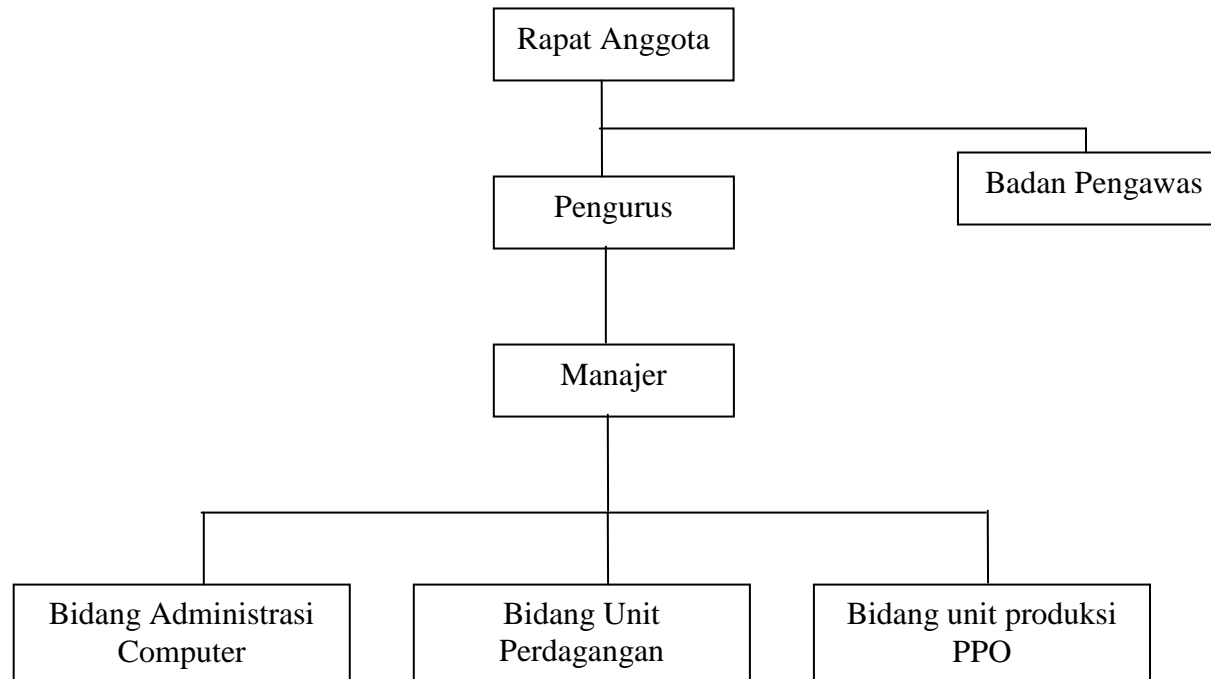 Rapat Anggota
Badan Pengawas
Pengurus
Manajer
Bidang Administrasi
Computer
Bidang Unit
Perdagangan
Bidang unit produksi
PPO